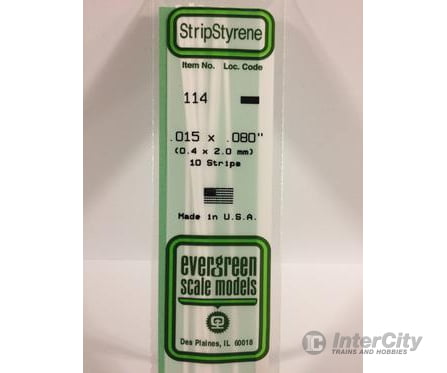 StripStyrene
Item No. Loc. Code
114
.015 x .080"
(0.4 x 2.0 mm)
10 Strips
Made in U.S.A.
evergreen
scale models
Des Plaines, IL 60018
InterCity
TRAINS AND HOBBIES